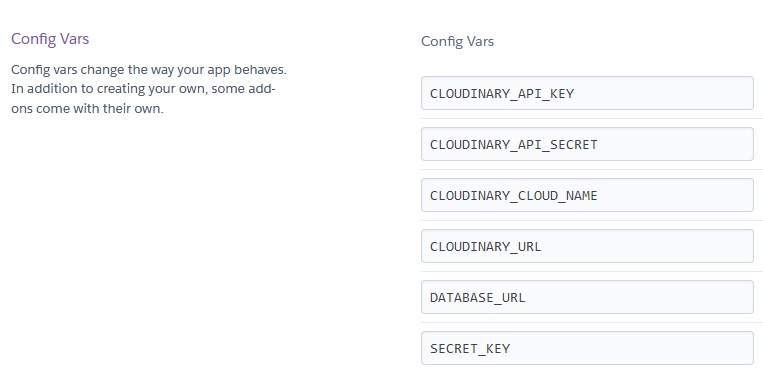 Config Vars
Config vars change the way your app behaves.
In addition to creating your own, some add-
ons come with their own.
Config Vars
CLOUDINARY_API_KEY
CLOUDINARY_API_SECRET
CLOUDINARY_CLOUD_NAME
CLOUDINARY_URL
DATABASE_URL
SECRET_KEY